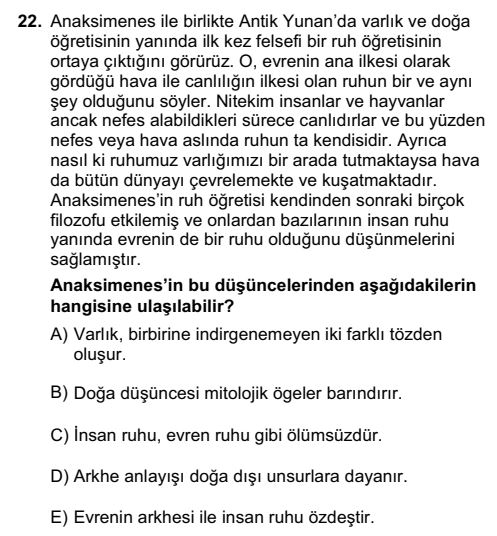 22. Anaksimenes ile birlikte Antik Yunan’da varlık ve doğa
öğretisinin yanında ilk kez felsefi bir ruh öğretisinin
ortaya çıktığını görürüz. O, evrenin ana ilkesi olarak
gördüğü hava ile canlılığın ilkesi olan ruhun bir ve aynı
şey olduğunu söyler. Nitekim insanlar ve hayvanlar
ancak nefes alabildikleri sürece canlıdırlar ve bu yüzden
nefes veya hava aslında ruhun ta kendisidir. Ayrıca
nasıl ki ruhumuz varlığımızı bir arada tutmaktaysa hava
da bütün dünyayı çevrelemekte ve kuşatmaktadır.
Anaksimenes’in ruh öğretisi kendinden sonraki birçok
filozofu etkilemiş ve onlardan bazılarının insan ruhu
yanında evrenin de bir ruhu olduğunu düşünmelerini
sağlamıştır.
Anaksimenes’in bu düşüncelerinden aşağıdakilerin
hangisine ulaşılabilir?
A) Varlık, birbirine indirgenemeyen iki farklı tözden
oluşur.
B) Doğa düşüncesi mitolojik ögeler barındırır.
C) İnsan ruhu, evren ruhu gibi ölümsüzdür.
D) Arkhe anlayışı doğa dışı unsurlara dayanır.
E) Evrenin arkhesi ile insan ruhu özdeştir.